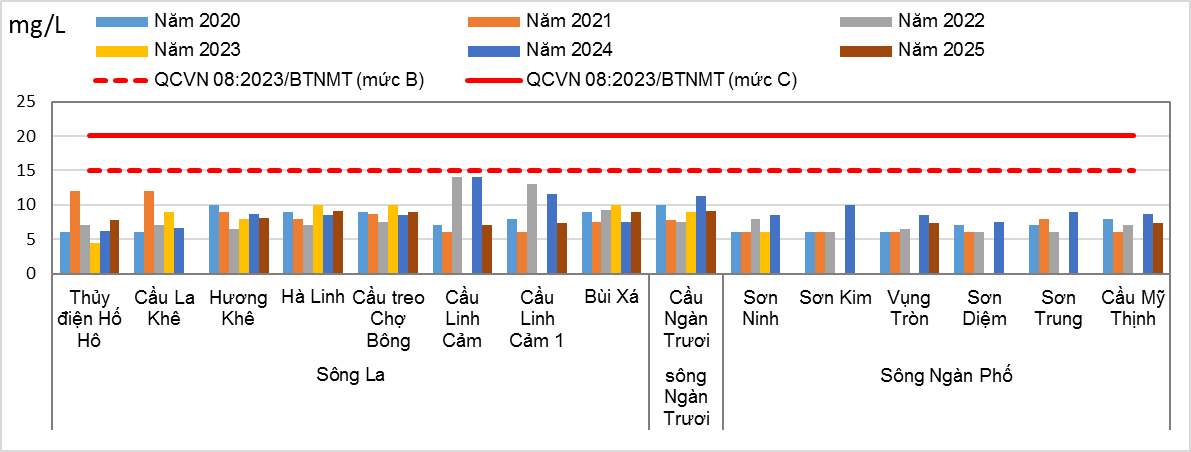 mg/L
Năm 2020 Năm 2021 Năm 2022
Năm 2023 Năm 2024 Năm 2025
QCVN 08:2023/BTNMT (mức B) QCVN 08:2023/BTNMT (mức C)
25
20
15
10
5
0
Thủy
điện Hố
Hô
Cầu La
Khê
Hương
Khê
Hà Linh
Cầu treo
Chợ
Bông
Cầu
Linh
Cảm
Cầu
Linh
Cảm 1
Bùi Xá
Cầu
Ngàn
Trươi
Sơn
Ninh
Sơn Kim
Vụng
Tròn
Sơn
Diệm
Sơn
Trung
Cầu Mỹ
Thịnh
Sông La
sông
Ngàn
Trươi
Sông Ngàn Phố